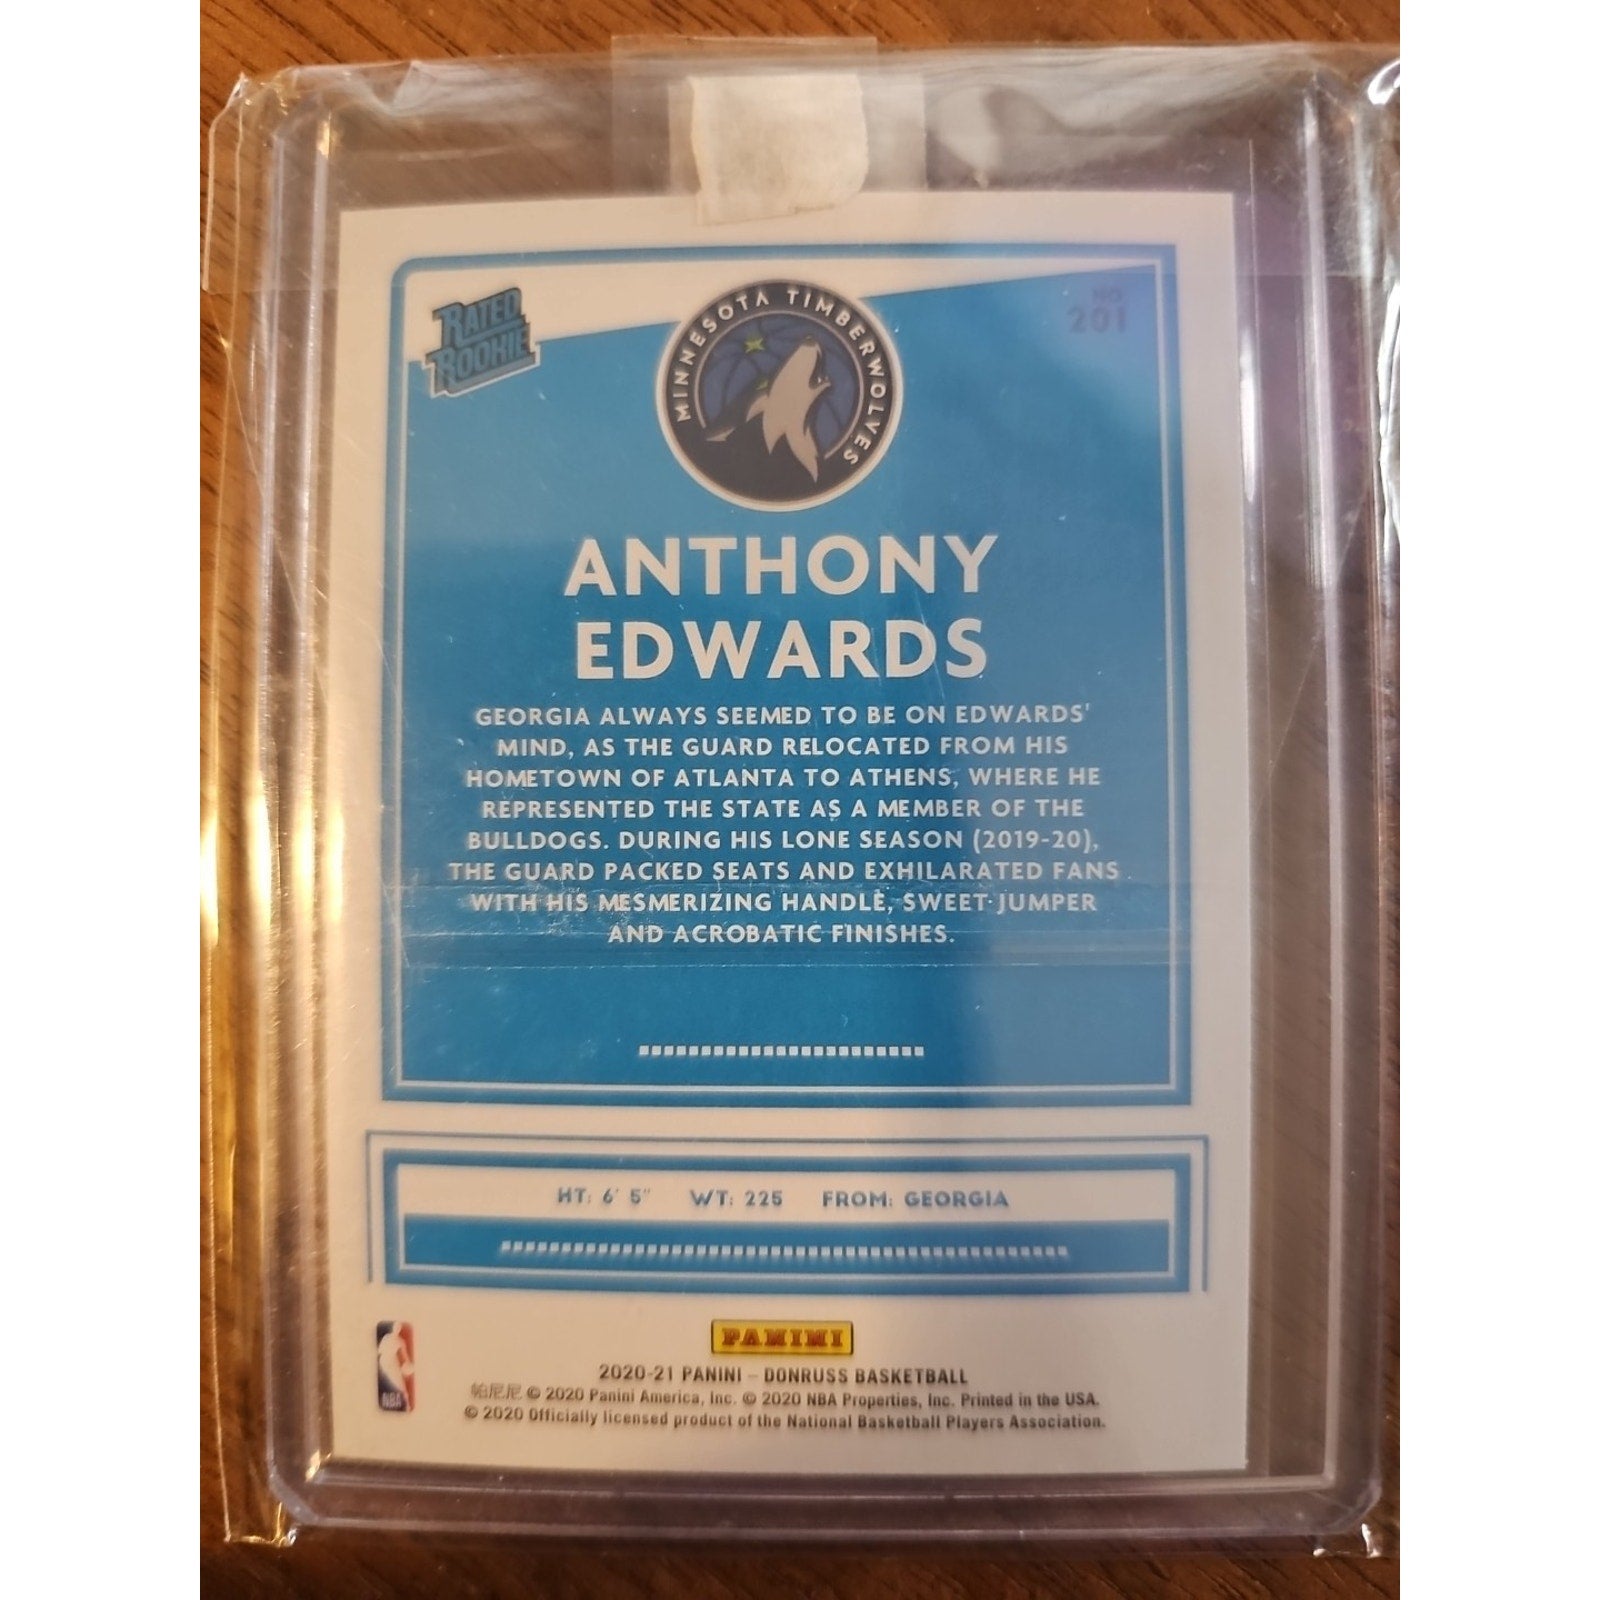 RATED
ROOKIE
MINNESOTA TIMBERWOLVES
NO.
201
ANTHONY
EDWARDS
GEORGIA ALWAYS SEEMED TO BE ON EDWARDS'
MIND, AS THE GUARD RELOCATED FROM HIS
HOMETOWN OF ATLANTA TO ATHENS, WHERE HE
REPRESENTED THE STATE AS A MEMBER OF THE
BULLDOGS. DURING HIS LONE SEASON (2019-20),
THE GUARD PACKED SEATS AND EXHILARATED FANS
WITH HIS MESMERIZING HANDLE, SWEET JUMPER
AND ACROBATIC FINISHES.
HT: 6' 5" WT: 225 FROM: GEORGIA
NBA
PANINI
2020-21 PANINI – DONRUSS BASKETBALL
帕尼尼 © 2020 Panini America, Inc. © 2020 NBA Properties, Inc. Printed in the USA.
© 2020 Officially licensed product of the National Basketball Players Association.